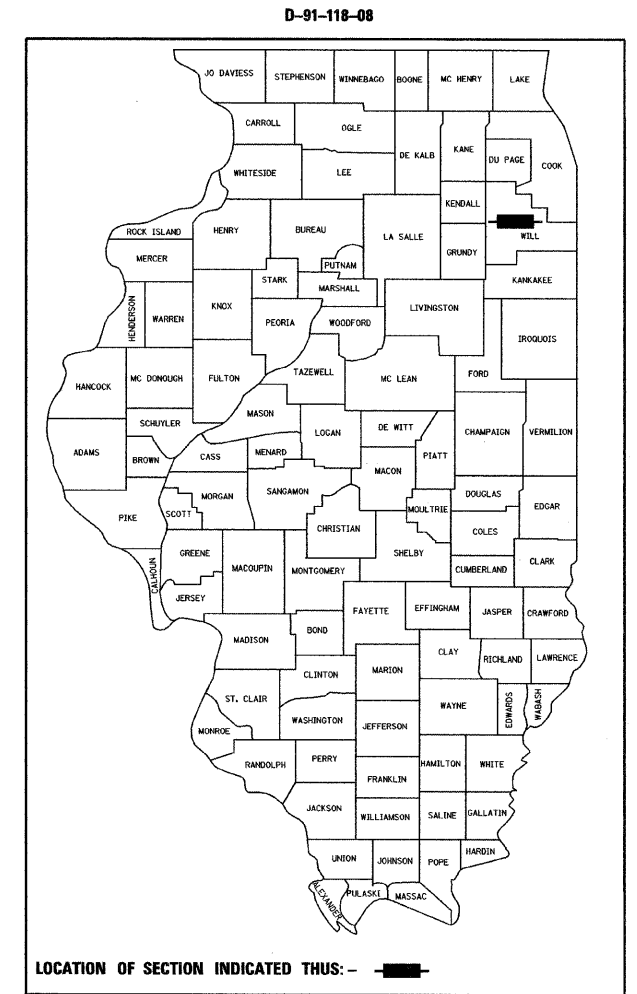 D-91-118-08
JO DAVIESS
STEPHENSON
WINNEBAGO
BOONE
MC HENRY
LAKE
CARROLL
OGLE
DE KALB
KANE
DU PAGE
COOK
WHITESIDE
LEE
KENDALL
WILL
ROCK ISLAND
HENRY
BUREAU
LA SALLE
GRUNDY
MERCER
PUTNAM
KANKAKEE
STARK
MARSHALL
HENDERSON
WARREN
KNOX
PEORIA
WOODFORD
LIVINGSTON
IROQUOIS
HANCOCK
MC DONOUGH
FULTON
TAZEWELL
MC LEAN
FORD
MASON
SCHUYLER
LOGAN
DE WITT
CHAMPAIGN
VERMILION
ADAMS
BROWN
CASS
MENARD
MACON
PIATT
MORGAN
SANGAMON
DOUGLAS
EDGAR
PIKE
SCOTT
CHRISTIAN
MOULTRIE
COLES
GREENE
MACOUPIN
MONTGOMERY
SHELBY
CUMBERLAND
CLARK
CALHOUN
JERSEY
FAYETTE
EFFINGHAM
JASPER
CRAWFORD
MADISON
BOND
CLAY
RICHLAND
LAWRENCE
CLINTON
MARION
ST. CLAIR
WAYNE
EDWARDS
WABASH
MONROE
WASHINGTON
JEFFERSON
RANDOLPH
PERRY
HAMILTON
WHITE
FRANKLIN
JACKSON
WILLIAMSON
SALINE
GALLATIN
UNION
JOHNSON
POPE
HARDIN
ALEXANDER
PULASKI
MASSAC
LOCATION OF SECTION INDICATED THUS: -